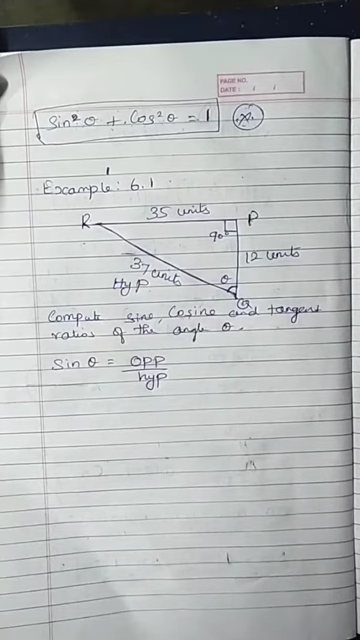 PAGE NO.
DATE: / /
Sin²θ + Cos²θ = 1
Example: 6.1
R 35 units P
90
12 units
37 units
Hyp θ
Q
Compute sine, Cosine and tangent
ratios of the angle θ.
Sin θ = OPP
hyp